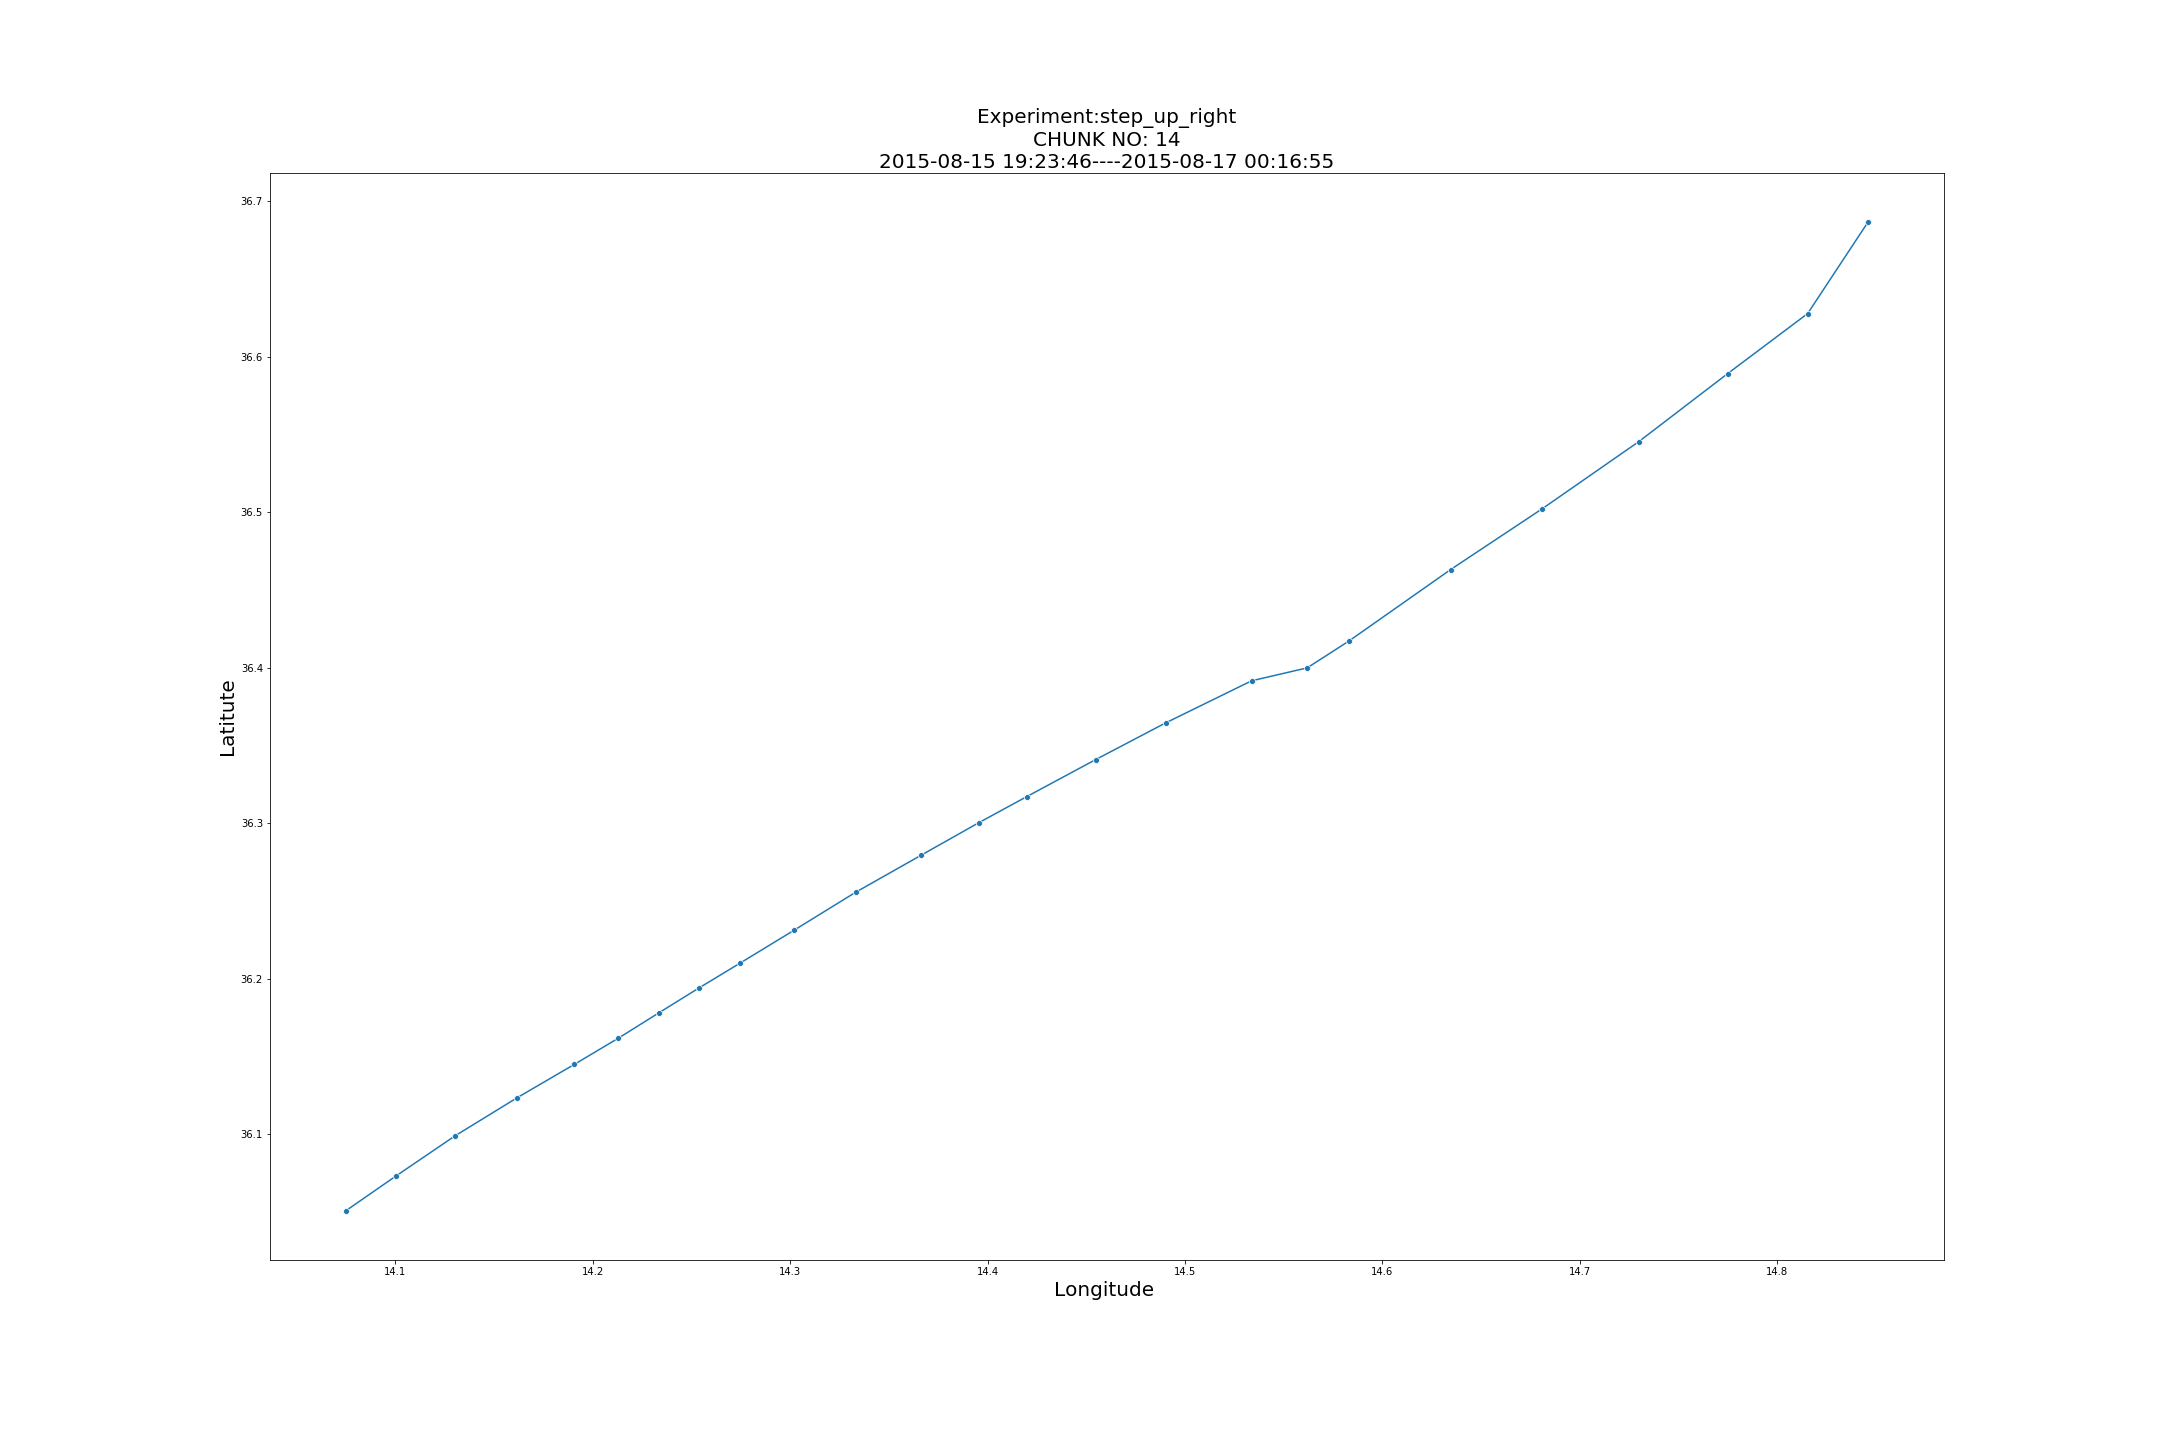 Experiment:step_up_right
CHUNK NO: 14
2015-08-15 19:23:46----2015-08-17 00:16:55
36.7
36.6
36.5
36.4
36.3
36.2
36.1
Latitute
14.1 14.2 14.3 14.4 14.5 14.6 14.7 14.8
Longitude